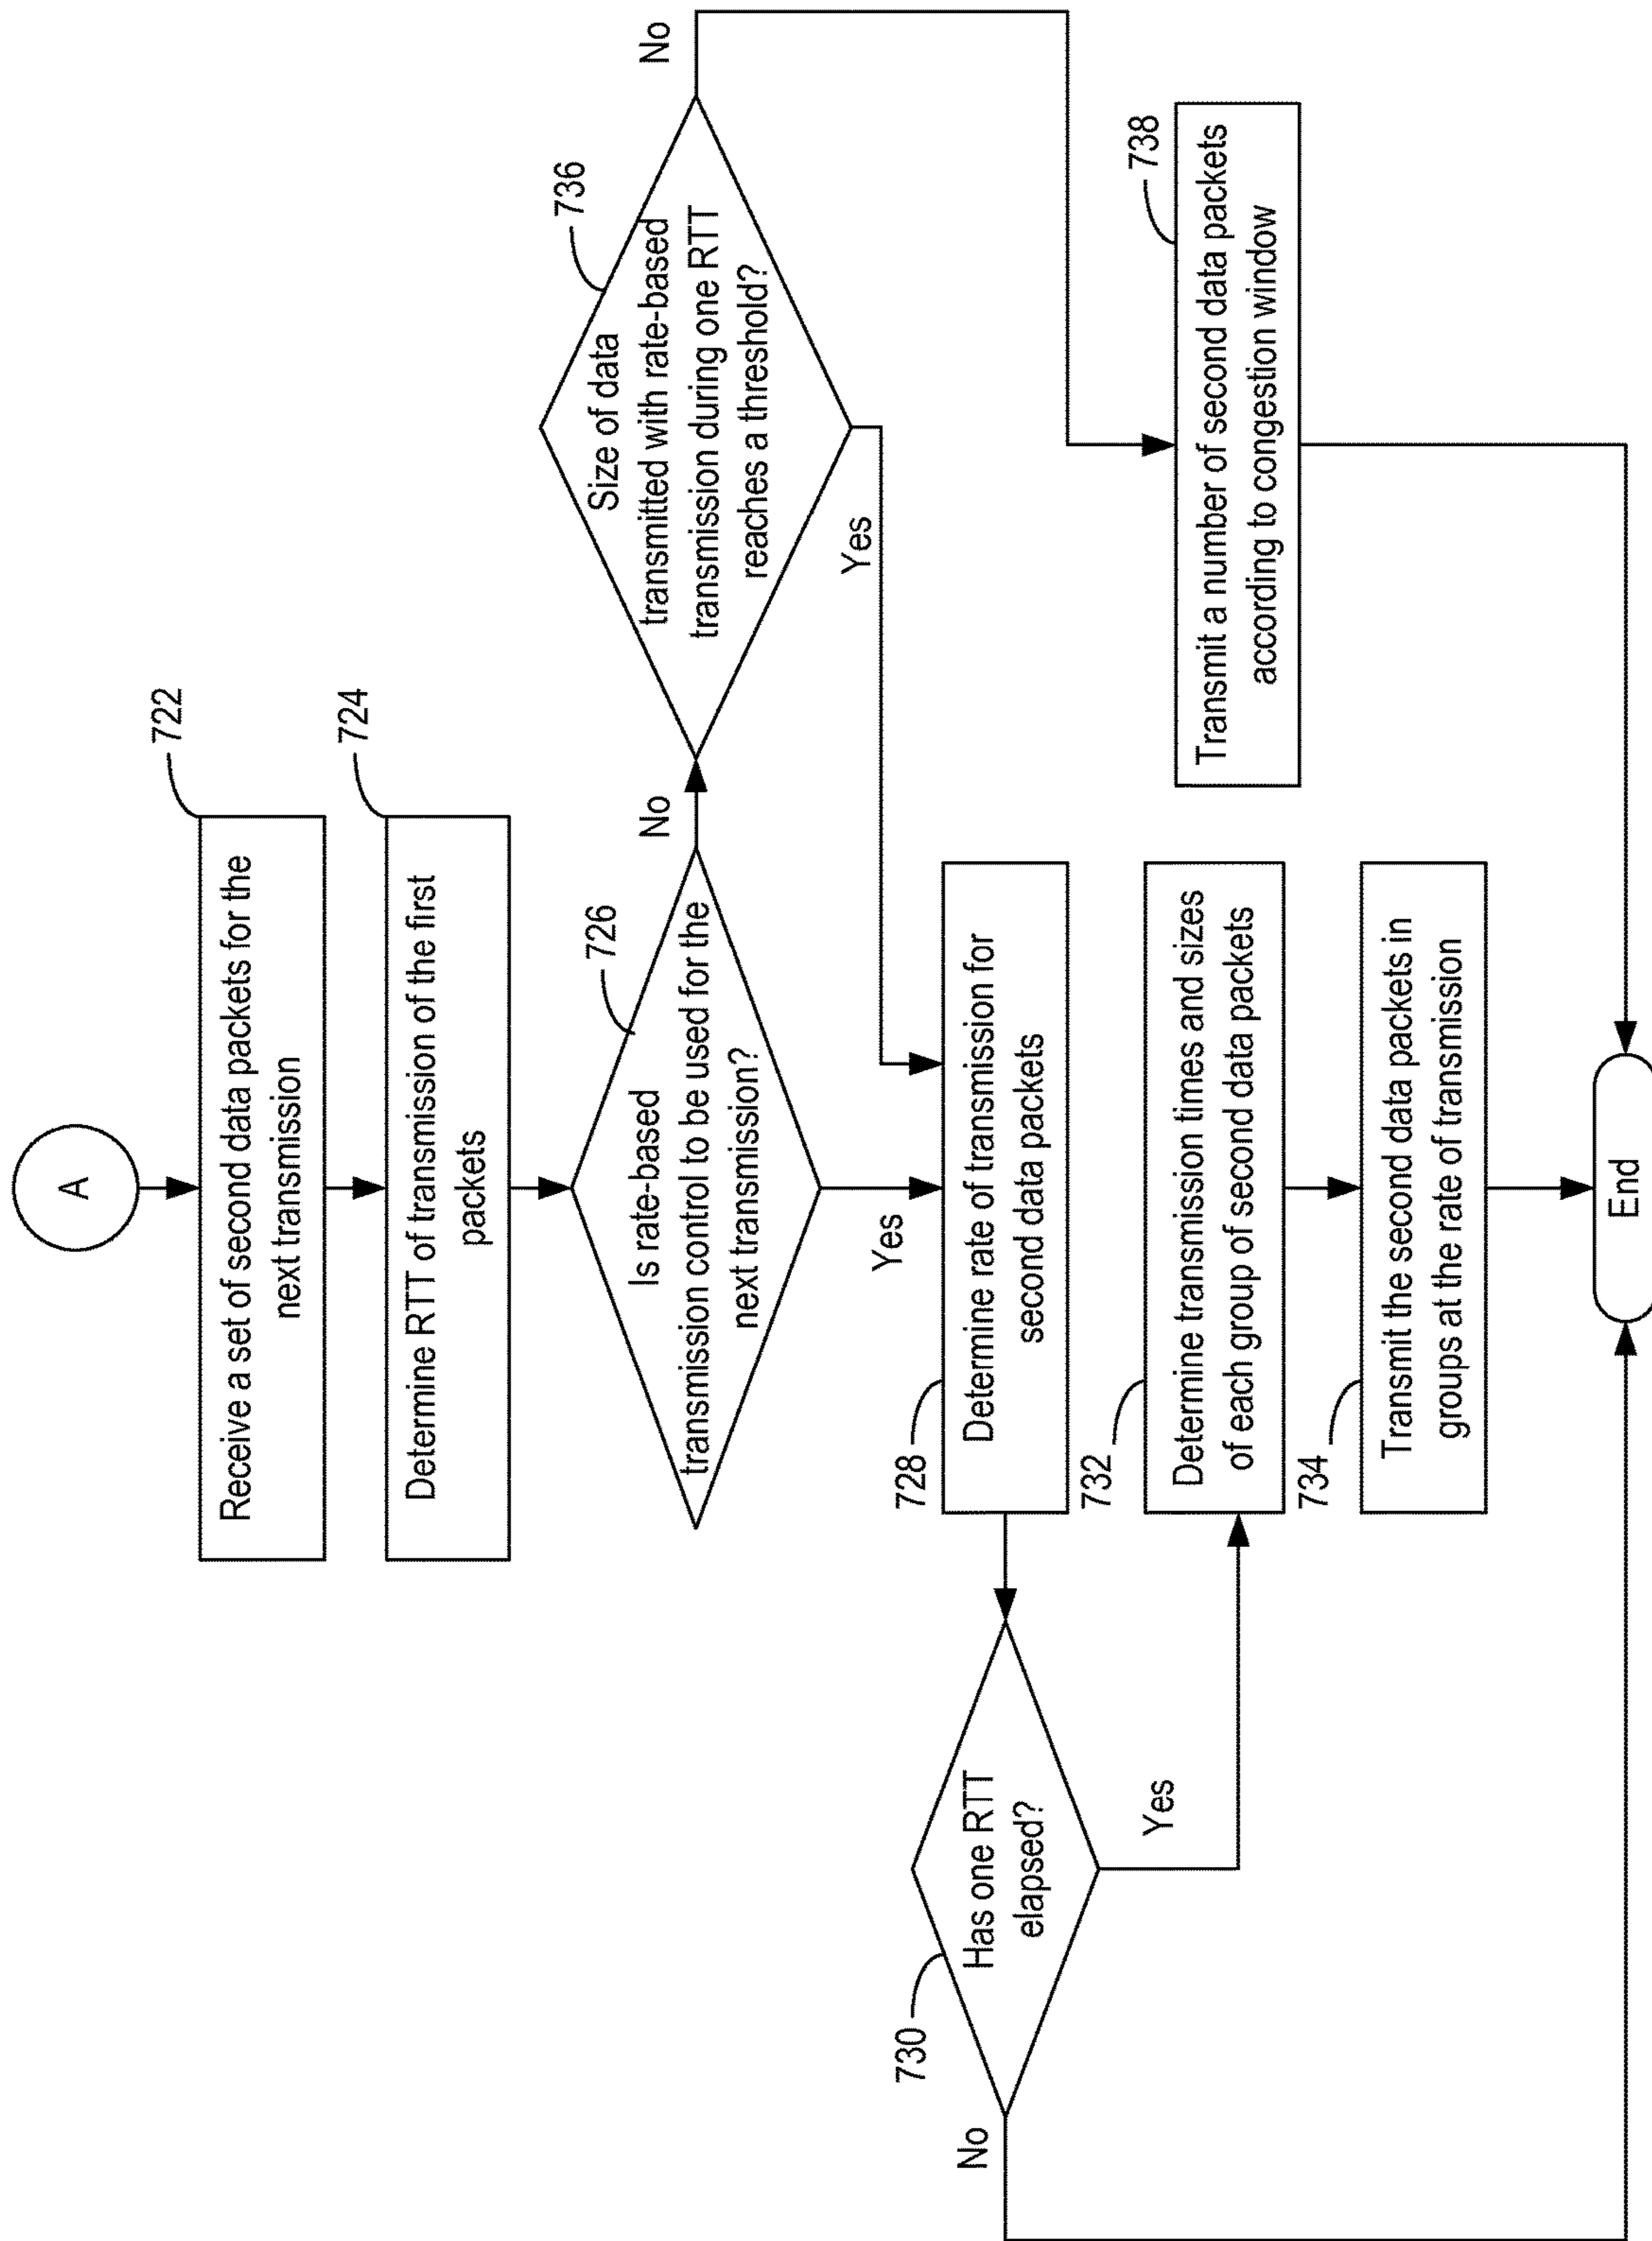 A
722
Receive a set of second data packets for the
next transmission
724
Determine RTT of transmission of the first
packets
726
Is rate-based
transmission control to be used for the
next transmission?
No
Yes
736
Size of data
transmitted with rate-based
transmission during one RTT
reaches a threshold?
No
Yes
728
Determine rate of transmission for
second data packets
730
Has one RTT
elapsed?
No
Yes
732
Determine transmission times and sizes
of each group of second data packets
734
Transmit the second data packets in
groups at the rate of transmission
738
Transmit a number of second data packets
according to congestion window
End